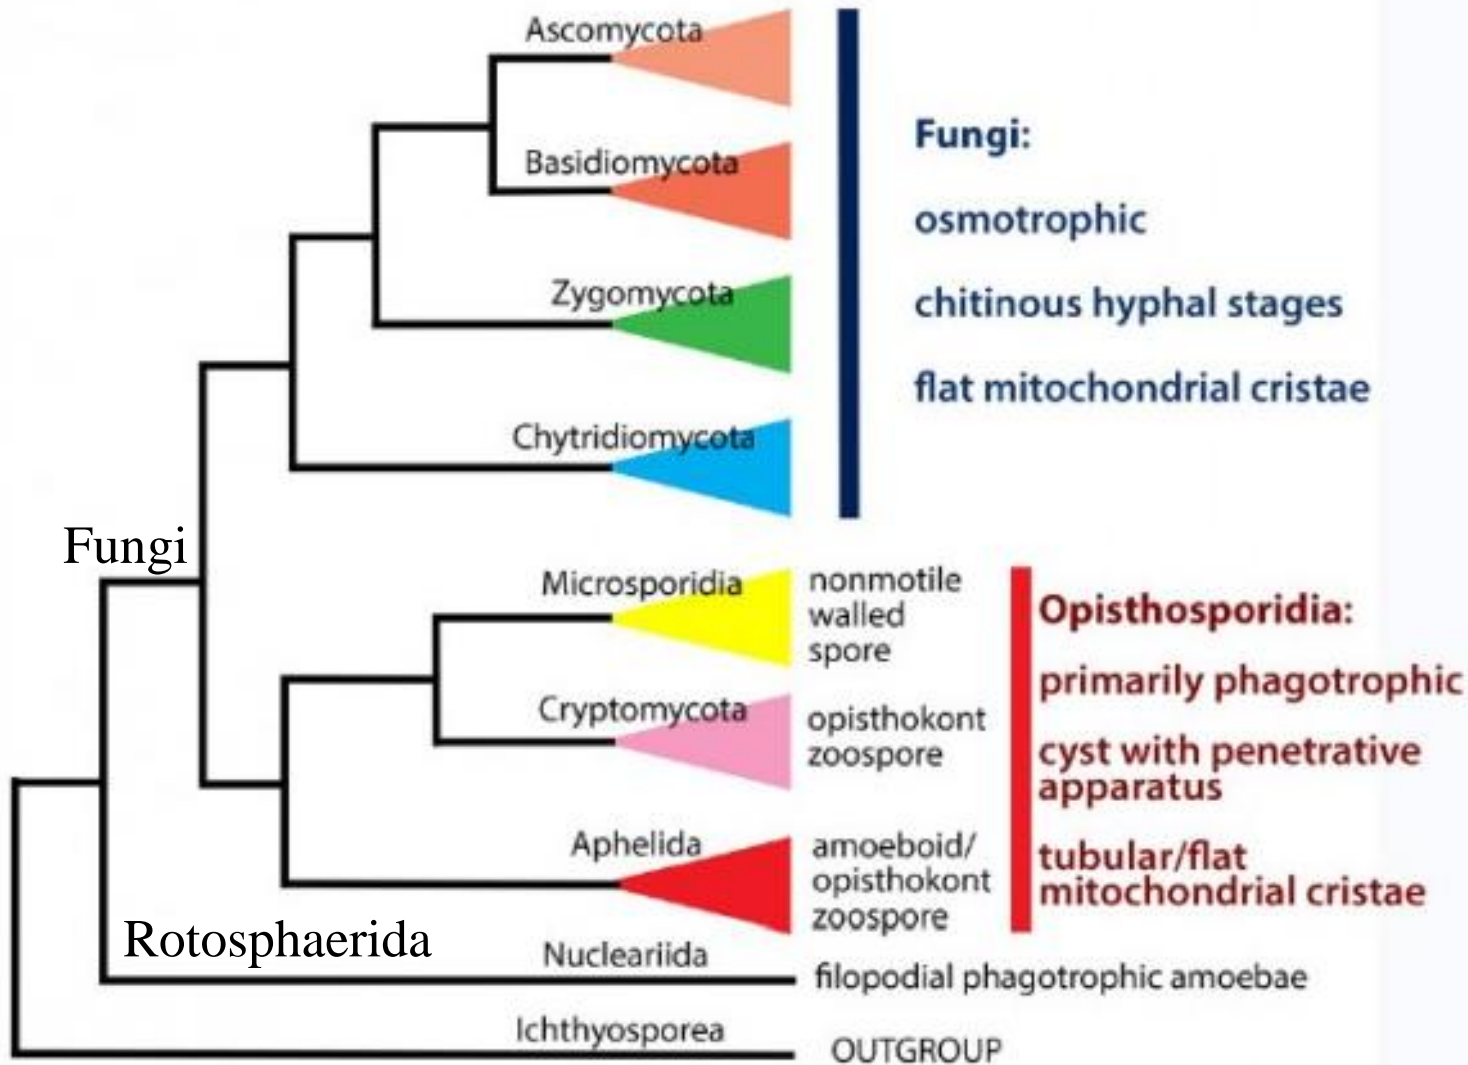 Ascomycota
Basidiomycota
Zygomycota
Chytridiomycota
Fungi:
osmotrophic
chitinous hyphal stages
flat mitochondrial cristae
Fungi
Microsporidia
nonmotile
walled
spore
Cryptomycota
opisthokont
zoospore
Aphelida
amoeboid/
opisthokont
zoospore
Opisthosporidia:
primarily phagotrophic
cyst with penetrative
apparatus
tubular/flat
mitochondrial cristae
Rotosphaerida
Nucleariida
filopodial phagotrophic amoebae
Ichthyosporea
OUTGROUP